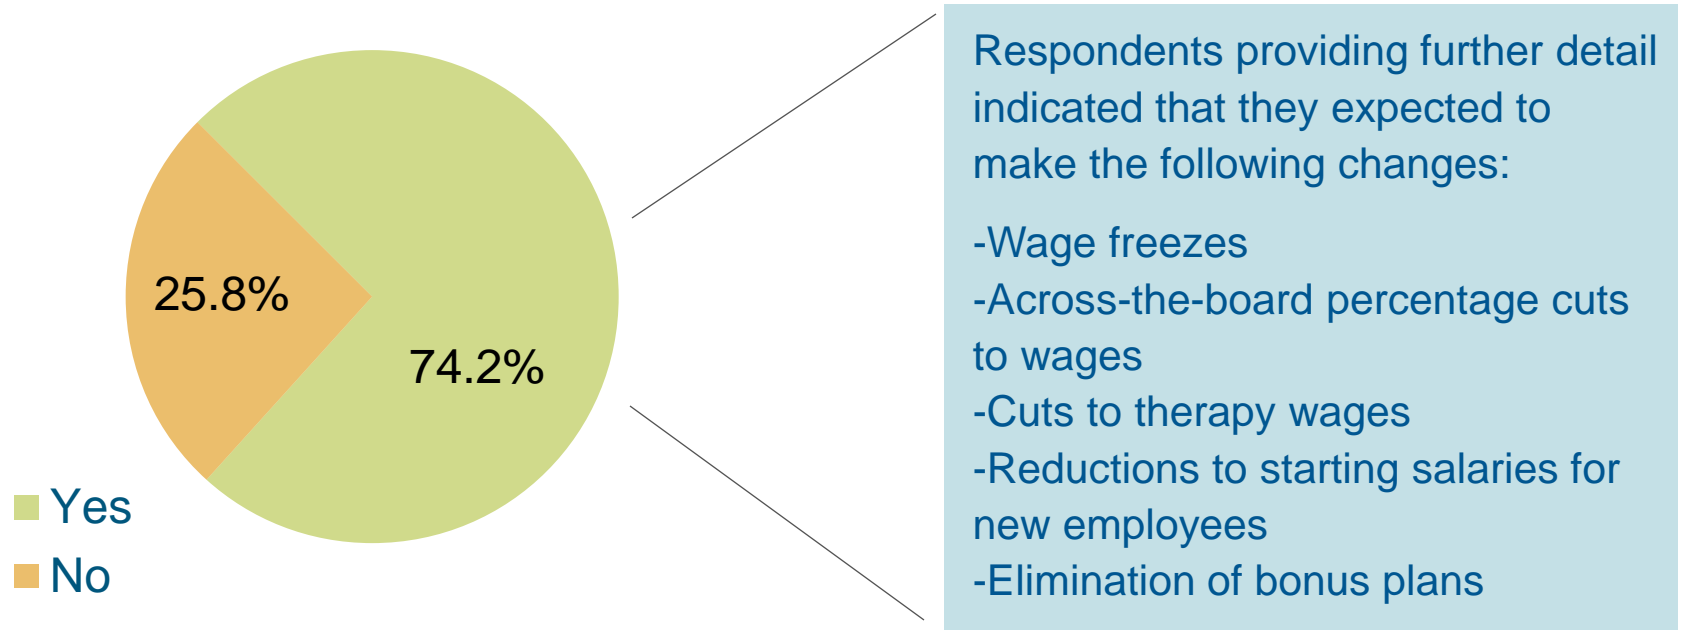 25.8%
74.2%
Yes
No
Respondents providing further detail
indicated that they expected to
make the following changes:
-Wage freezes
-Across-the-board percentage cuts
to wages
-Cuts to therapy wages
-Reductions to starting salaries for
new employees
-Elimination of bonus plans